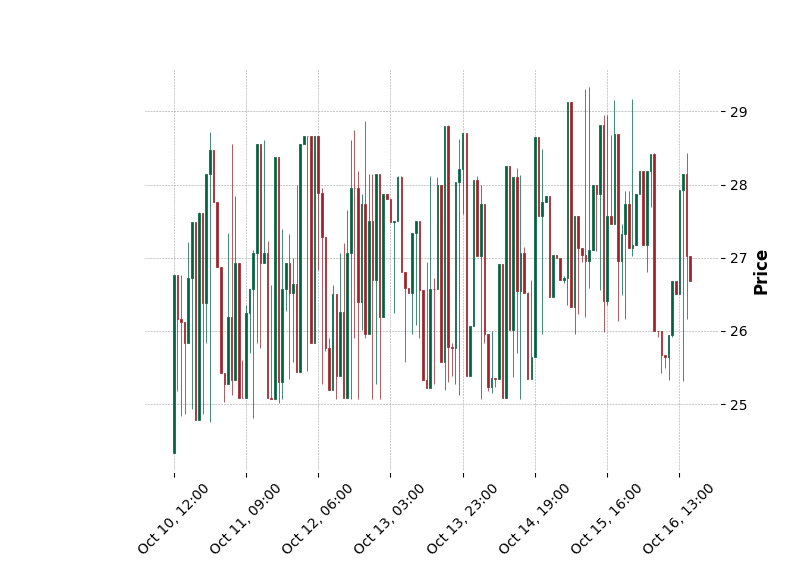 29
28
27
26
25
Price
Oct 10, 12:00
Oct 11, 09:00
Oct 12, 06:00
Oct 13, 03:00
Oct 13, 23:00
Oct 14, 19:00
Oct 15, 16:00
Oct 16, 13:00